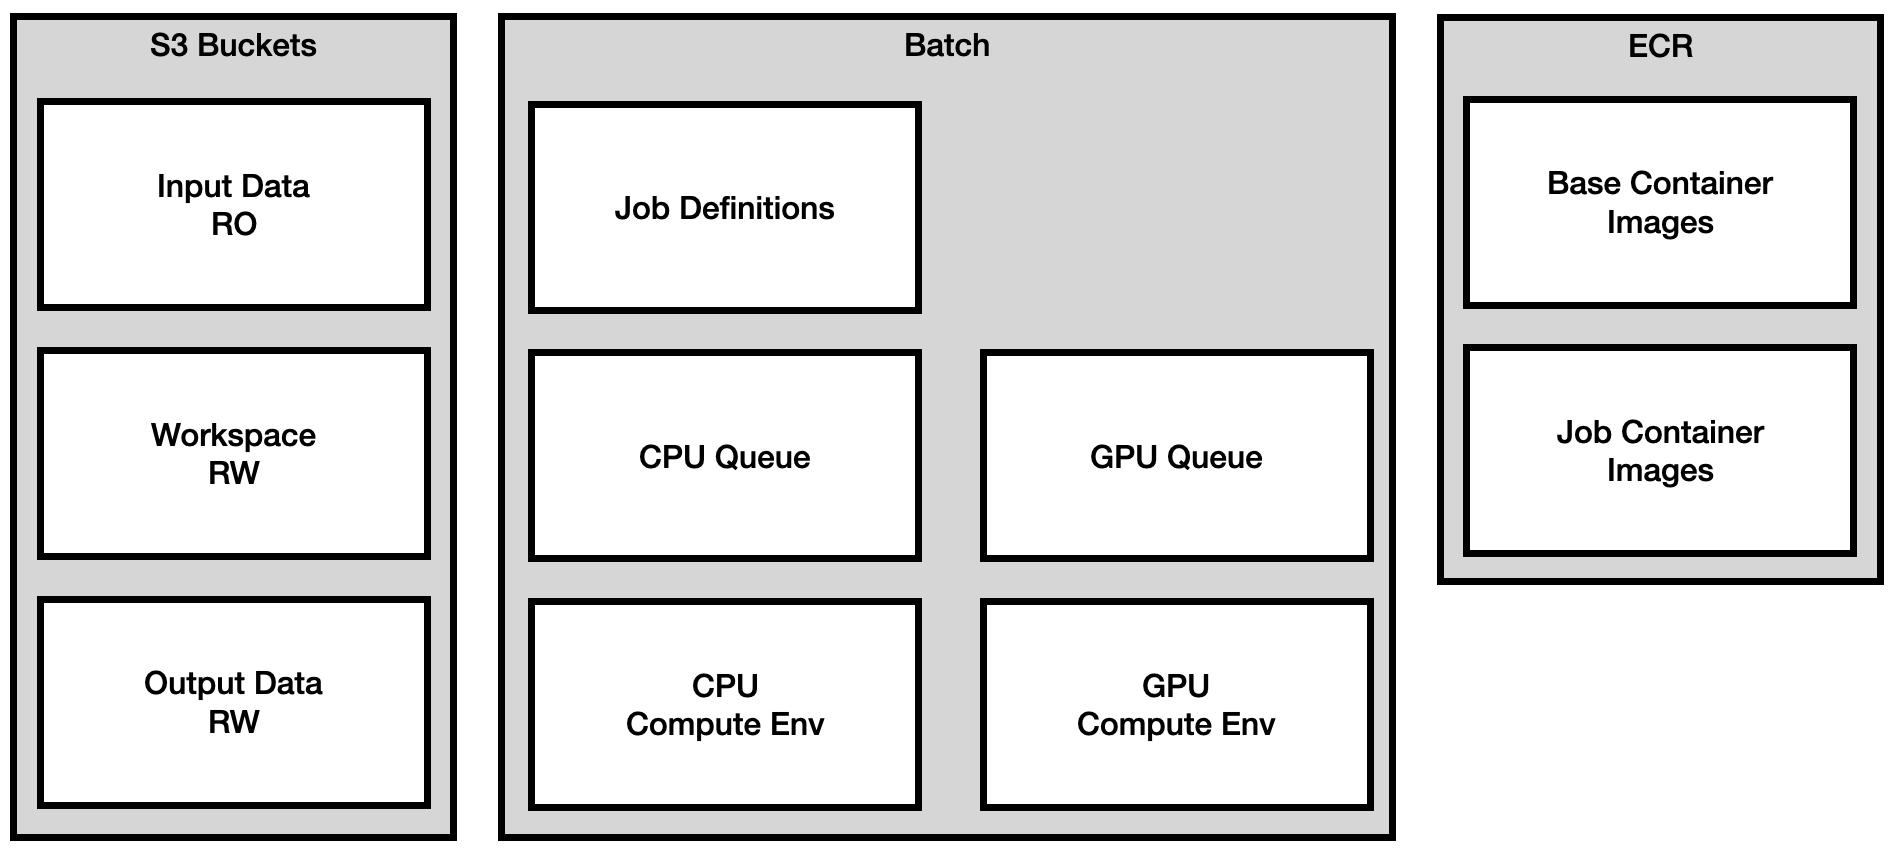 S3 Buckets
Input Data
RO
Workspace
RW
Output Data
RW
Batch
Job Definitions
CPU Queue
GPU Queue
CPU
Compute Env
GPU
Compute Env
ECR
Base Container
Images
Job Container
Images